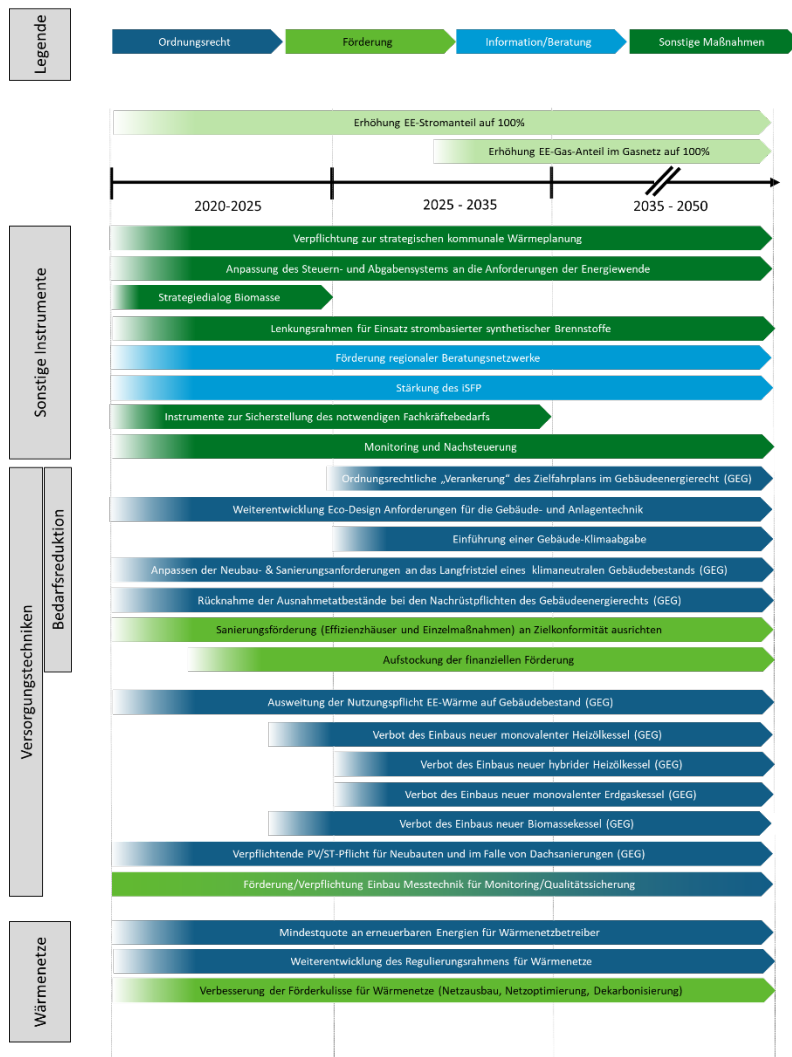 Legende
Ordnungsrecht
Förderung
Information/Beratung
Sonstige Maßnahmen
Erhöhung EE-Stromanteil auf 100%
Erhöhung EE-Gas-Anteil im Gasnetz auf 100%
2020-2025
2025 - 2035
2035 - 2050
Sonstige Instrumente
Verpflichtung zur strategischen kommunale Wärmeplanung
Anpassung des Steuern- und Abgabensystems an die Anforderungen der Energiewende
Strategiedialog Biomasse
Lenkungsrahmen für Einsatz strombasierter synthetischer Brennstoffe
Förderung regionaler Beratungsnetzwerke
Stärkung des iSFP
Instrumente zur Sicherstellung des notwendigen Fachkräftebedarfs
Monitoring und Nachsteuerung
Versorgungstechniken
Bedarfsreduktion
Ordnungsrechtliche „Verankerung“ des Zielfahrplans im Gebäudeenergierecht (GEG)
Weiterentwicklung Eco-Design Anforderungen für die Gebäude- und Anlagentechnik
Einführung einer Gebäude-Klimaabgabe
Anpassen der Neubau- & Sanierungsanforderungen an das Langfristziel eines klimaneutralen Gebäudebestands (GEG)
Rücknahme der Ausnahmetatbestände bei den Nachrüstpflichten des Gebäudeenergierechts (GEG)
Sanierungsförderung (Effizienzhäuser und Einzelmaßnahmen) an Zielkonformität ausrichten
Aufstockung der finanziellen Förderung
Ausweitung der Nutzungspflicht EE-Wärme auf Gebäudebestand (GEG)
Verbot des Einbaus neuer monovalenter Heizölkessel (GEG)
Verbot des Einbaus neuer hybrider Heizölkessel (GEG)
Verbot des Einbaus neuer monovalenter Erdgaskessel (GEG)
Verbot des Einbaus neuer Biomassekessel (GEG)
Verpflichtende PV/ST-Pflicht für Neubauten und im Falle von Dachsanierungen (GEG)
Förderung/Verpflichtung Einbau Messtechnik für Monitoring/Qualitätssicherung
Wärmenetze
Mindestquote an erneuerbaren Energien für Wärmenetzbetreiber
Weiterentwicklung des Regulierungsrahmens für Wärmenetze
Verbesserung der Förderkulisse für Wärmenetze (Netzausbau, Netzoptimierung, Dekarbonisierung)